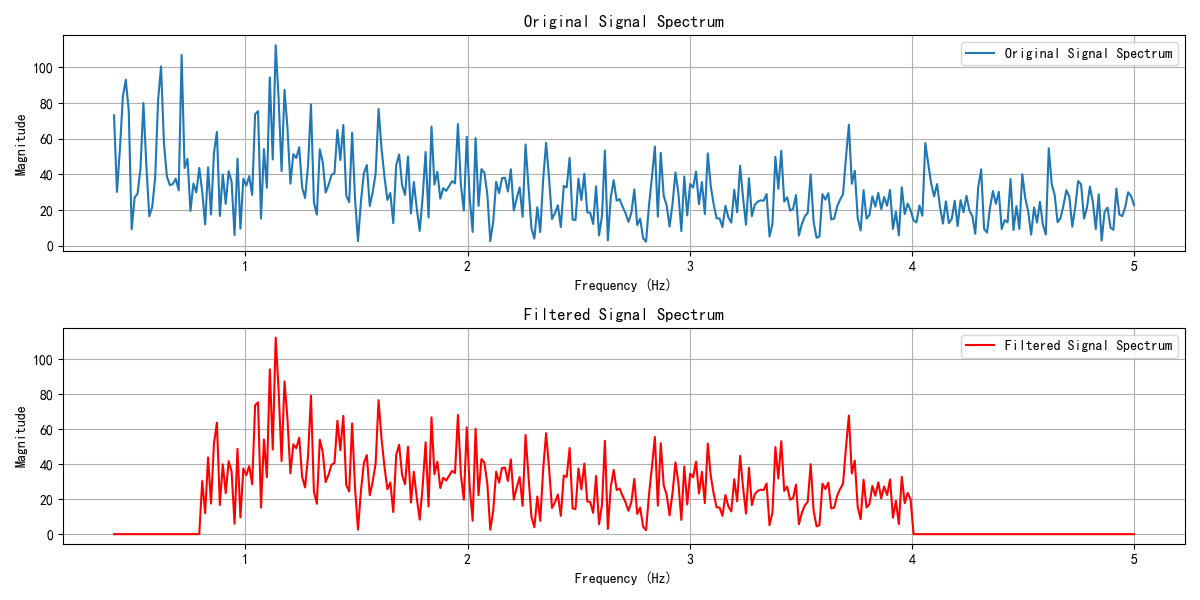 Original Signal Spectrum
Original Signal Spectrum
Magnitude
100
80
60
40
20
0
1
2
3
4
5
Frequency (Hz)
Filtered Signal Spectrum
Filtered Signal Spectrum
Magnitude
100
80
60
40
20
0
1
2
3
4
5
Frequency (Hz)